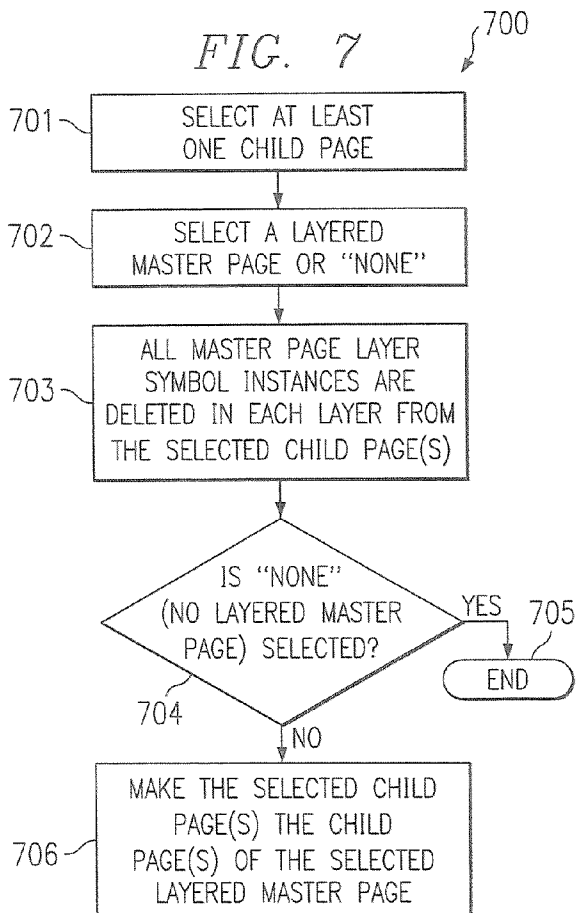 FIG. 7
700
701
SELECT AT LEAST
ONE CHILD PAGE
702
SELECT A LAYERED
MASTER PAGE OR "NONE"
703
ALL MASTER PAGE LAYER
SYMBOL INSTANCES ARE
DELETED IN EACH LAYER FROM
THE SELECTED CHILD PAGE(S)
IS "NONE"
(NO LAYERED MASTER
PAGE) SELECTED?
704
YES
705
END
NO
706
MAKE THE SELECTED CHILD
PAGE(S) THE CHILD
PAGE(S) OF THE SELECTED
LAYERED MASTER PAGE